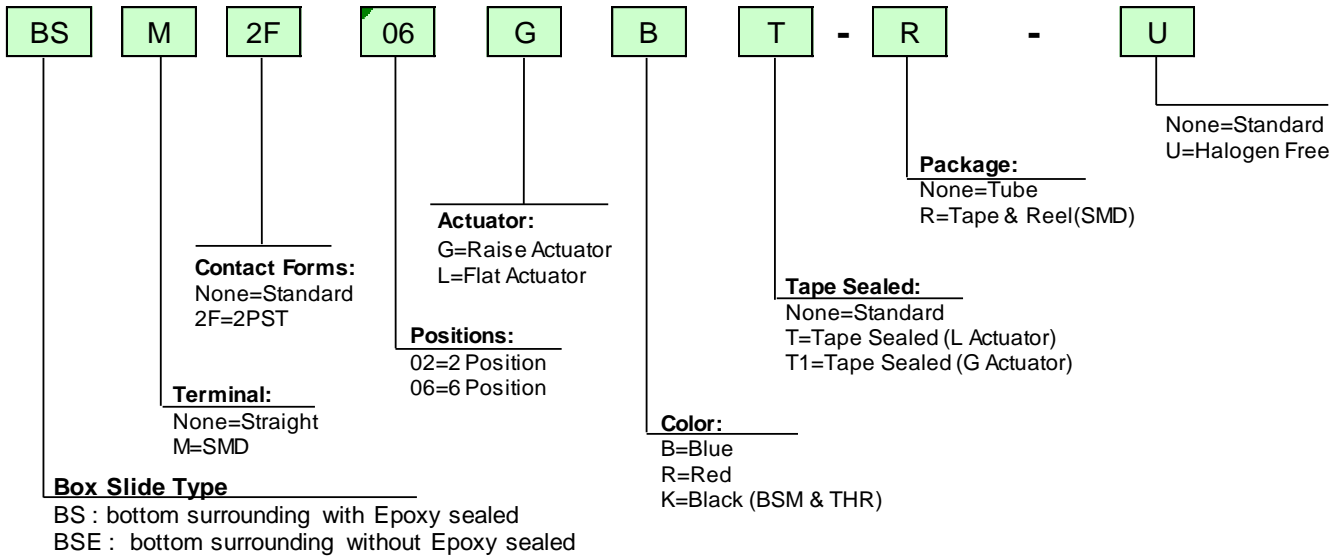 BS M 2F 06 G B T - R - U
None=Standard
U=Halogen Free
Package:
None=Tube
R=Tape & Reel(SMD)
Actuator:
G=Raise Actuator
L=Flat Actuator
Contact Forms:
None=Standard
2F=2PST
Tape Sealed:
None=Standard
T=Tape Sealed (L Actuator)
T1=Tape Sealed (G Actuator)
Positions:
02=2 Position
06=6 Position
Terminal:
None=Straight
M=SMD
Color:
B=Blue
R=Red
K=Black (BSM & THR)
Box Slide Type
BS : bottom surrounding with Epoxy sealed
BSE : bottom surrounding without Epoxy sealed